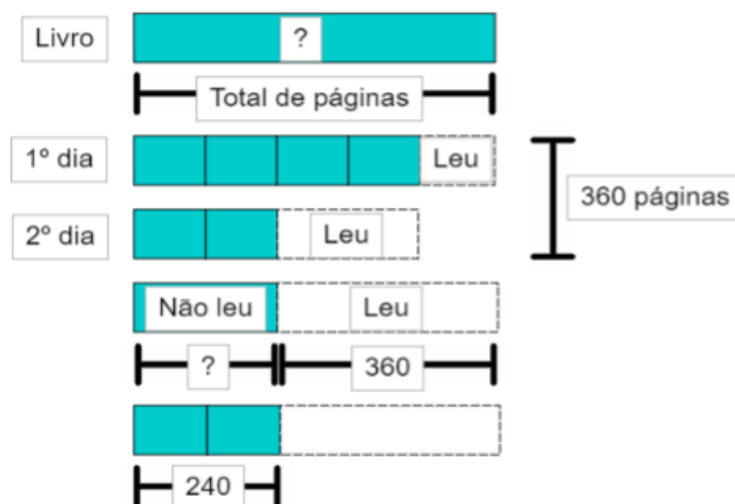 Livro
?
Total de páginas
1º dia
Leu
360 páginas
2º dia
Leu
Não leu
Leu
?
360
240